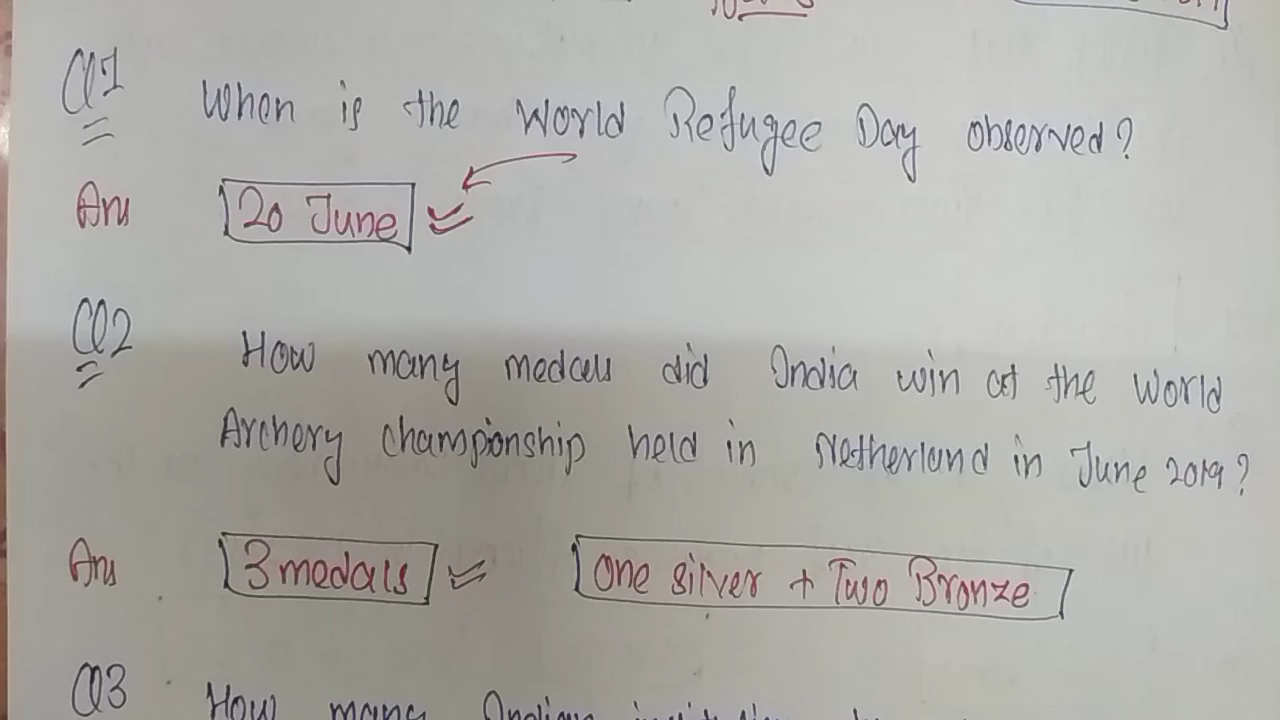 Q1 When is the World Refugee Day observed?
Ans 20 June
Q2 How many medals did India win at the World
Archery championship held in Netherland in June 2019?
Ans 3 medals One silver + Two Bronze
Q3 How many Indian